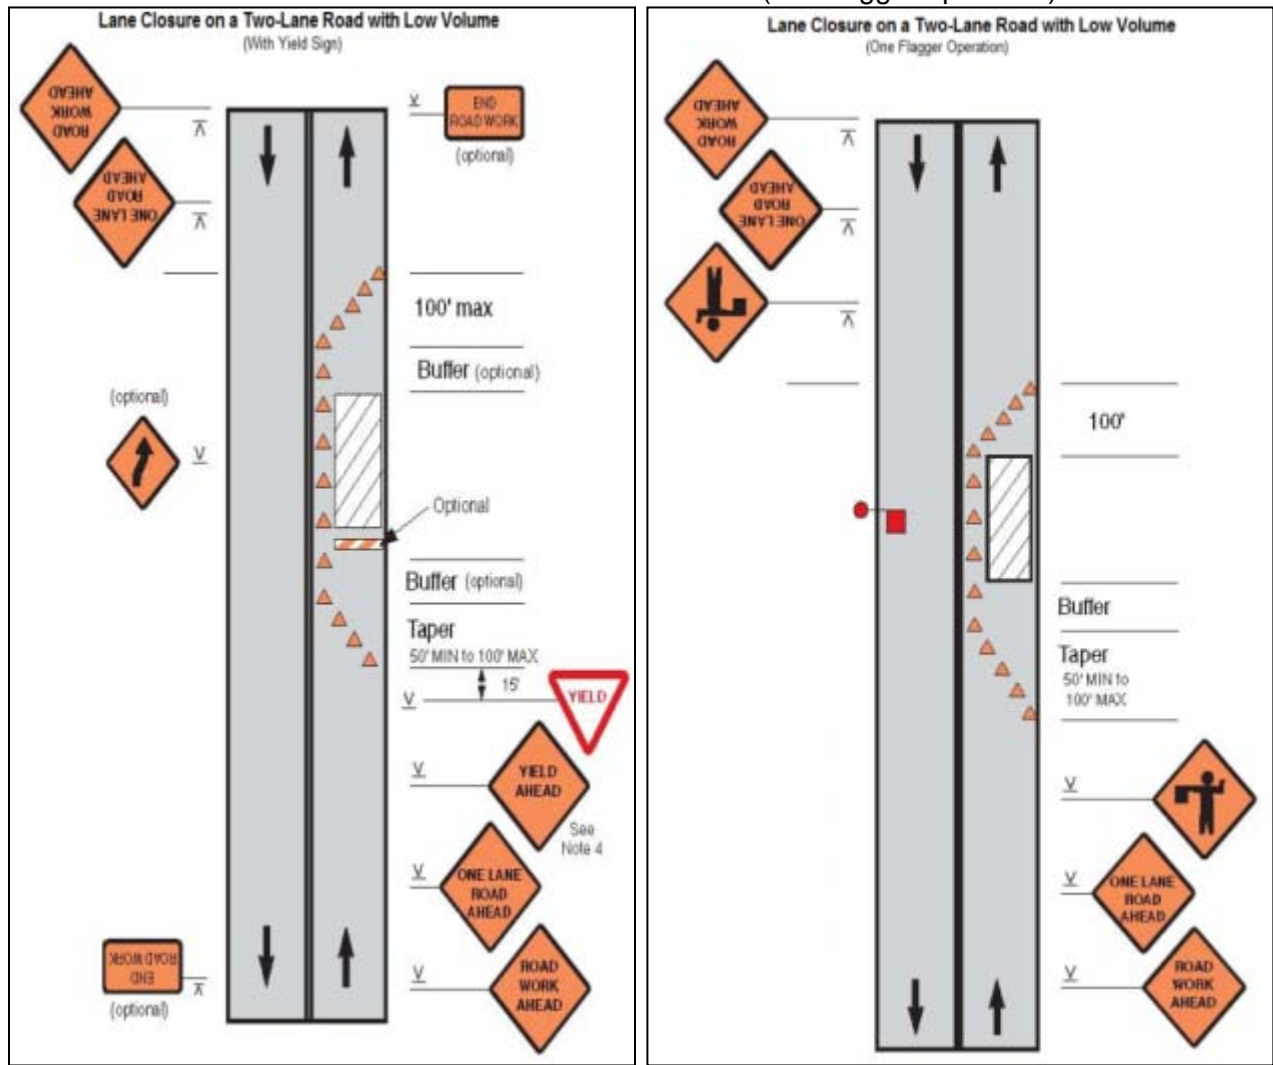 Lane Closure on a Two-Lane Road with Low Volume
(With Yield Sign)
ROAD
WORK
AHEAD
ONE LANE
ROAD
AHEAD
END
ROAD WORK
(optional)
100' max
Buffer (optional)
(optional)
Optional
Buffer (optional)
Taper
50' MIN to 100' MAX
15'
YIELD
YIELD
AHEAD
See
Note 4
ONE LANE
ROAD
AHEAD
ROAD
WORK
AHEAD
END
ROAD WORK
(optional)
Lane Closure on a Two-Lane Road with Low Volume
(One Flagger Operation)
ROAD
WORK
AHEAD
ONE LANE
ROAD
AHEAD
100'
Buffer
Taper
50' MIN to
100' MAX
ONE LANE
ROAD
AHEAD
ROAD
WORK
AHEAD